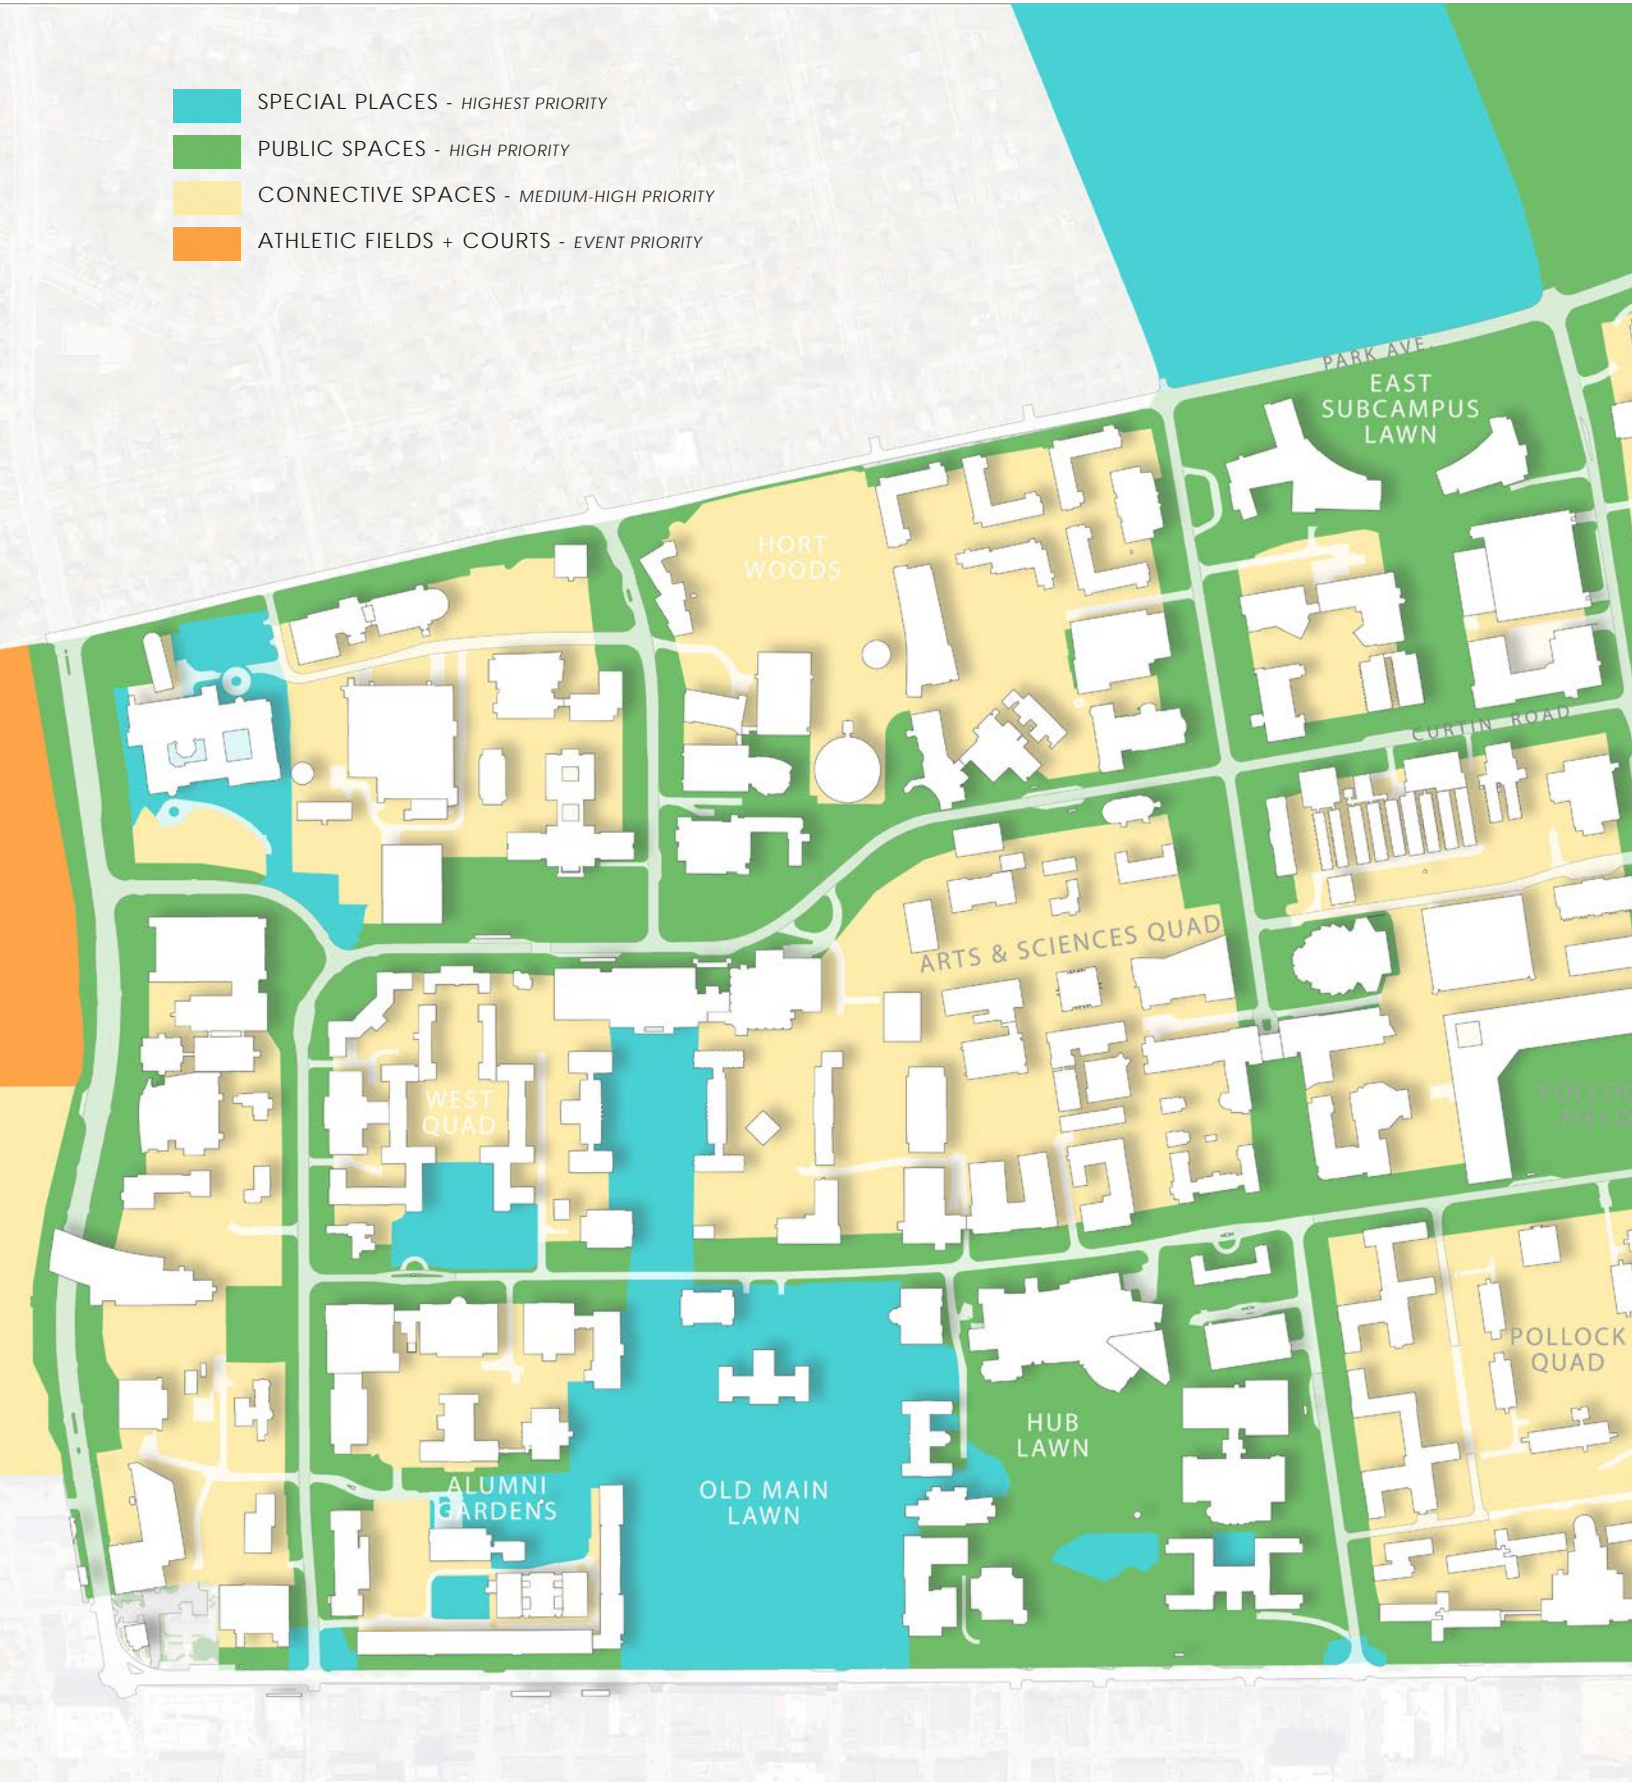 SPECIAL PLACES - HIGHEST PRIORITY
PUBLIC SPACES - HIGH PRIORITY
CONNECTIVE SPACES - MEDIUM-HIGH PRIORITY
ATHLETIC FIELDS + COURTS - EVENT PRIORITY
PARK AVE.
EAST
SUBCAMPUS
LAWN
HORT
WOODS
CURTIN ROAD
ARTS & SCIENCES QUAD
WEST
QUAD
POLLOCK
QUAD
HUB
LAWN
ALUMNI
GARDENS
OLD MAIN
LAWN